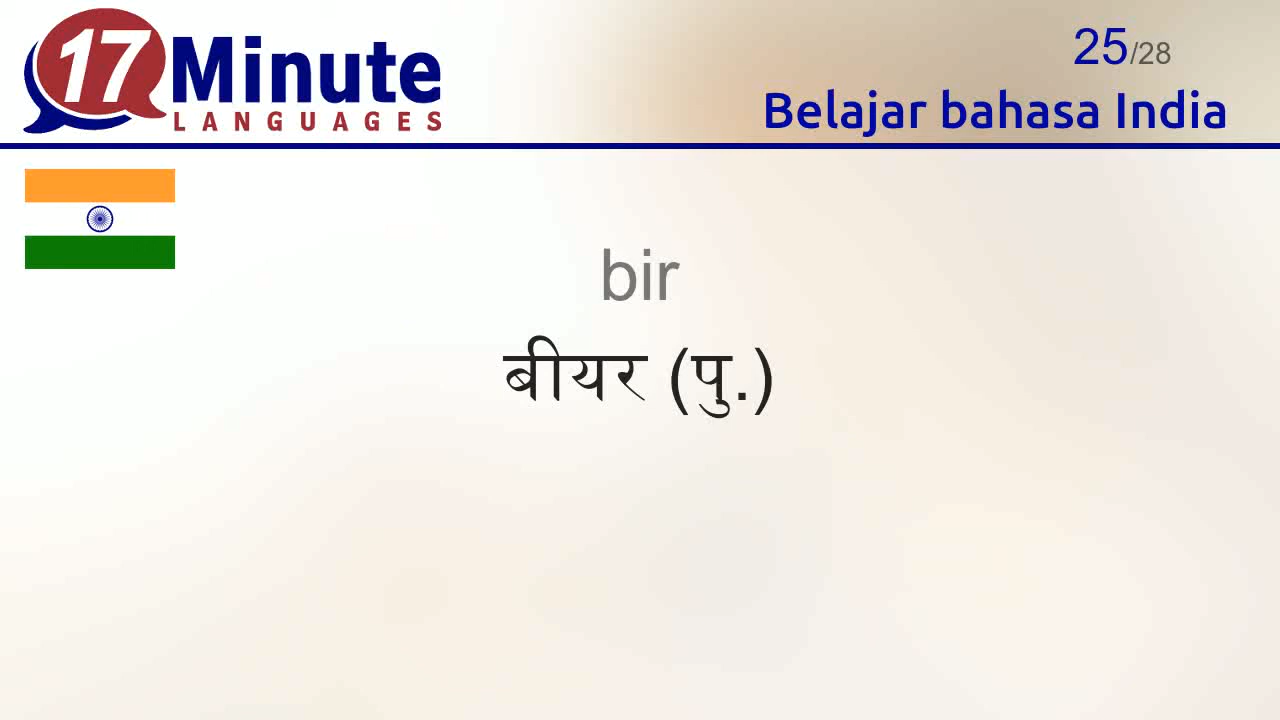 17 Minute
LANGUAGES
25/28
Belajar bahasa India
bir
बीयर (पु.)